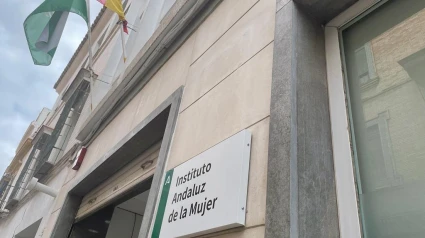 Instituto
Andaluz
de la Mujer